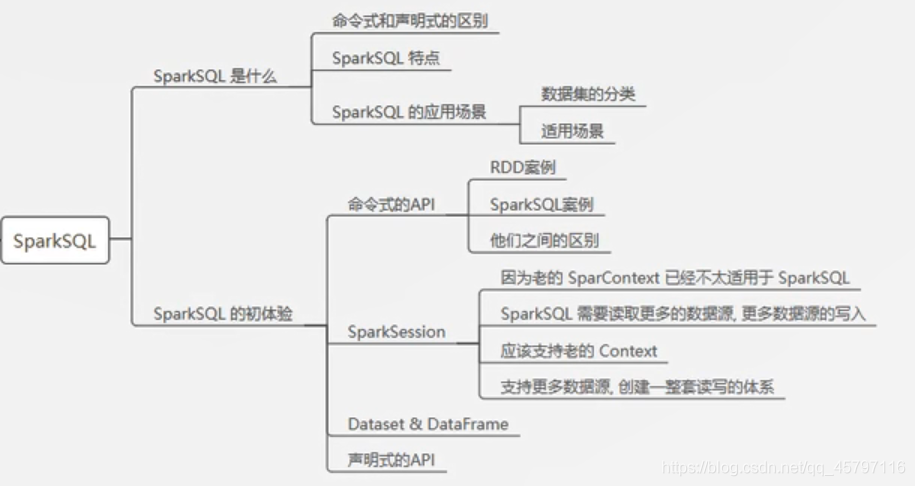 SparkSQL
SparkSQL 是什么
命令式和声明式的区别
SparkSQL 特点
SparkSQL 的应用场景
数据集的分类
适用场景
SparkSQL 的初体验
命令式的API
RDD案例
SparkSQL案例
他们之间的区别
SparkSession
因为老的 SparContext 已经不太适用于 SparkSQL
SparkSQL 需要读取更多的数据源, 更多数据源的写入
应该支持老的 Context
支持更多数据源, 创建一整套读写的体系
Dataset & DataFrame
声明式的API
https://blog.csdn.net/qq_45797116